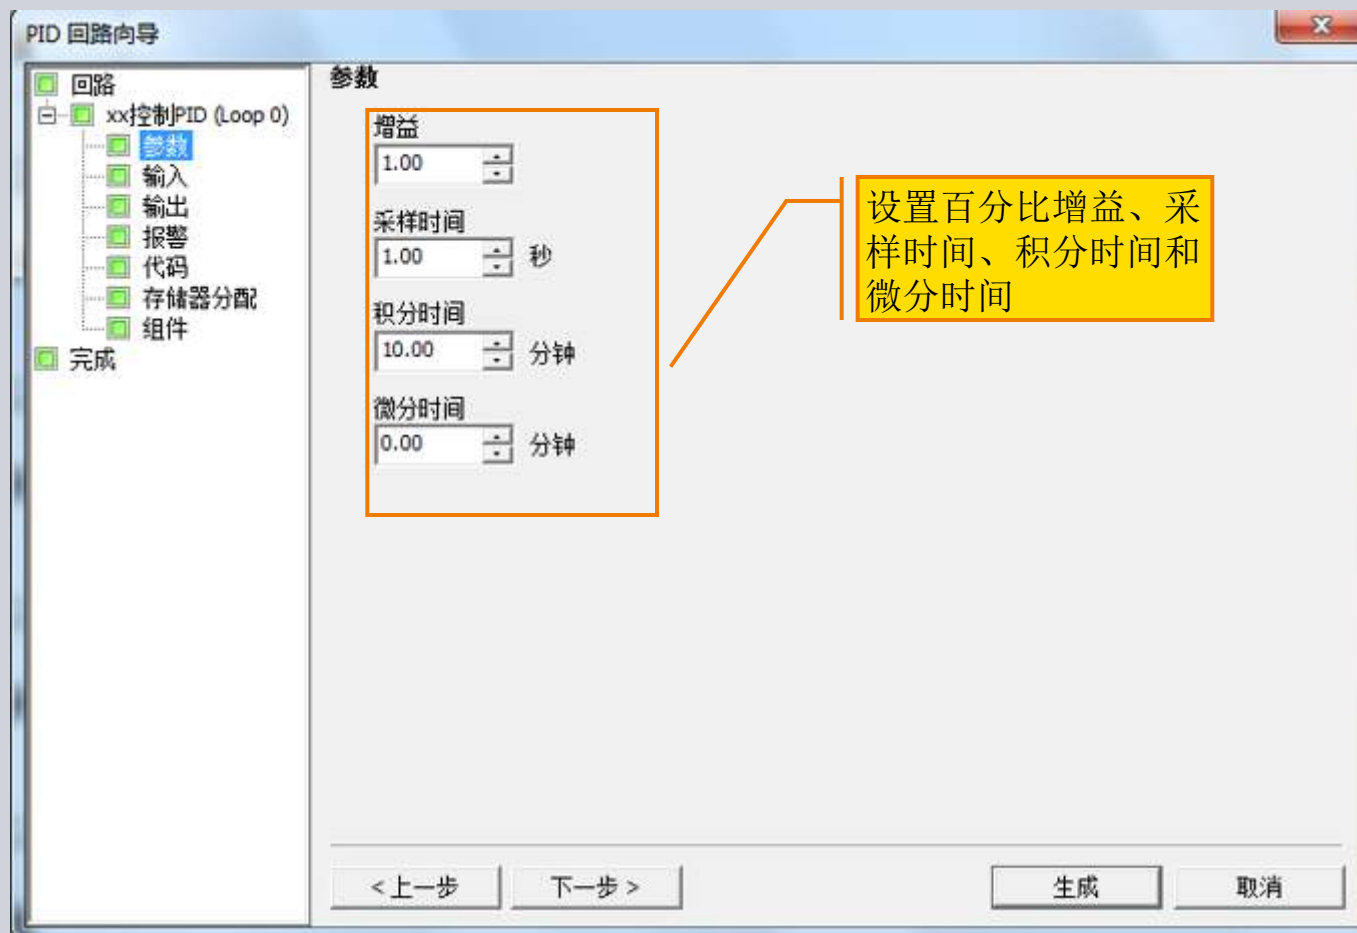 PID 回路向导
回路
xx控制PID (Loop 0)
参数
输入
输出
报警
代码
存储器分配
组件
完成
参数
增益
1.00
采样时间
1.00 秒
积分时间
10.00 分钟
微分时间
0.00 分钟
设置百分比增益、采
样时间、积分时间和
微分时间
<上一步 下一步> 生成 取消